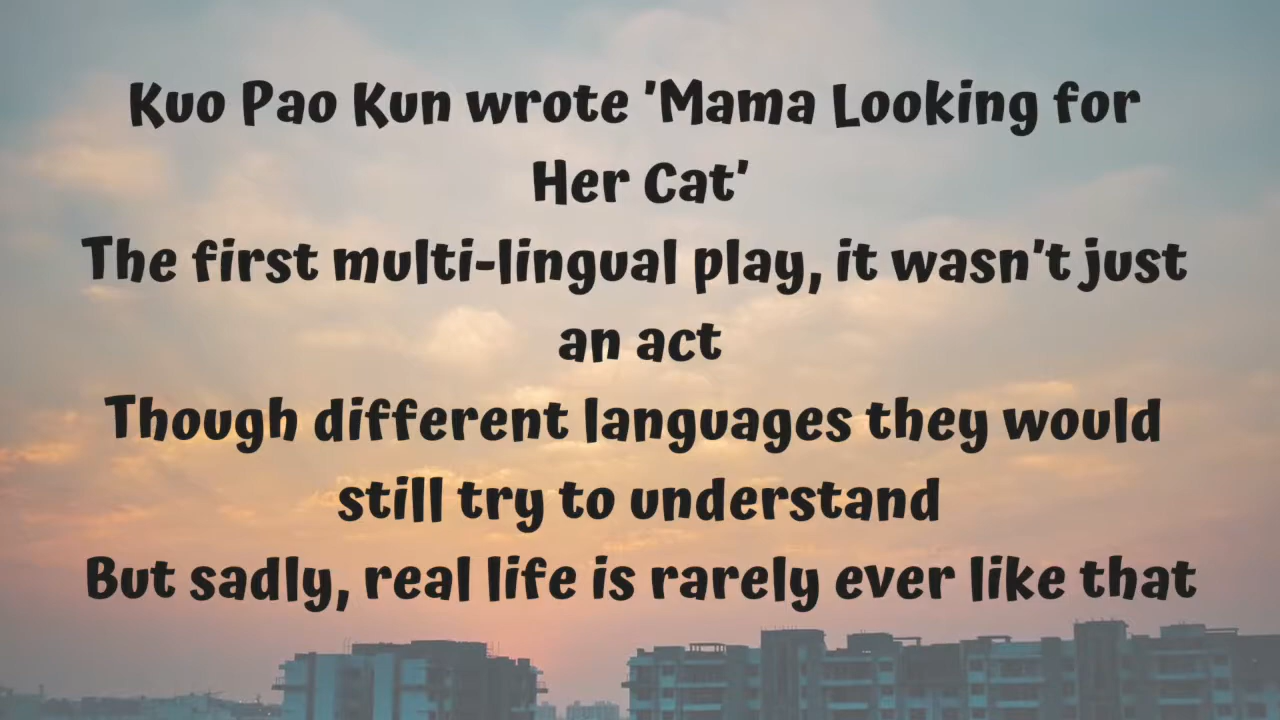 Kuo Pao Kun wrote 'Mama Looking for
Her Cat'
The first multi-lingual play, it wasn't just
an act
Though different languages they would
still try to understand
But sadly, real life is rarely ever like that